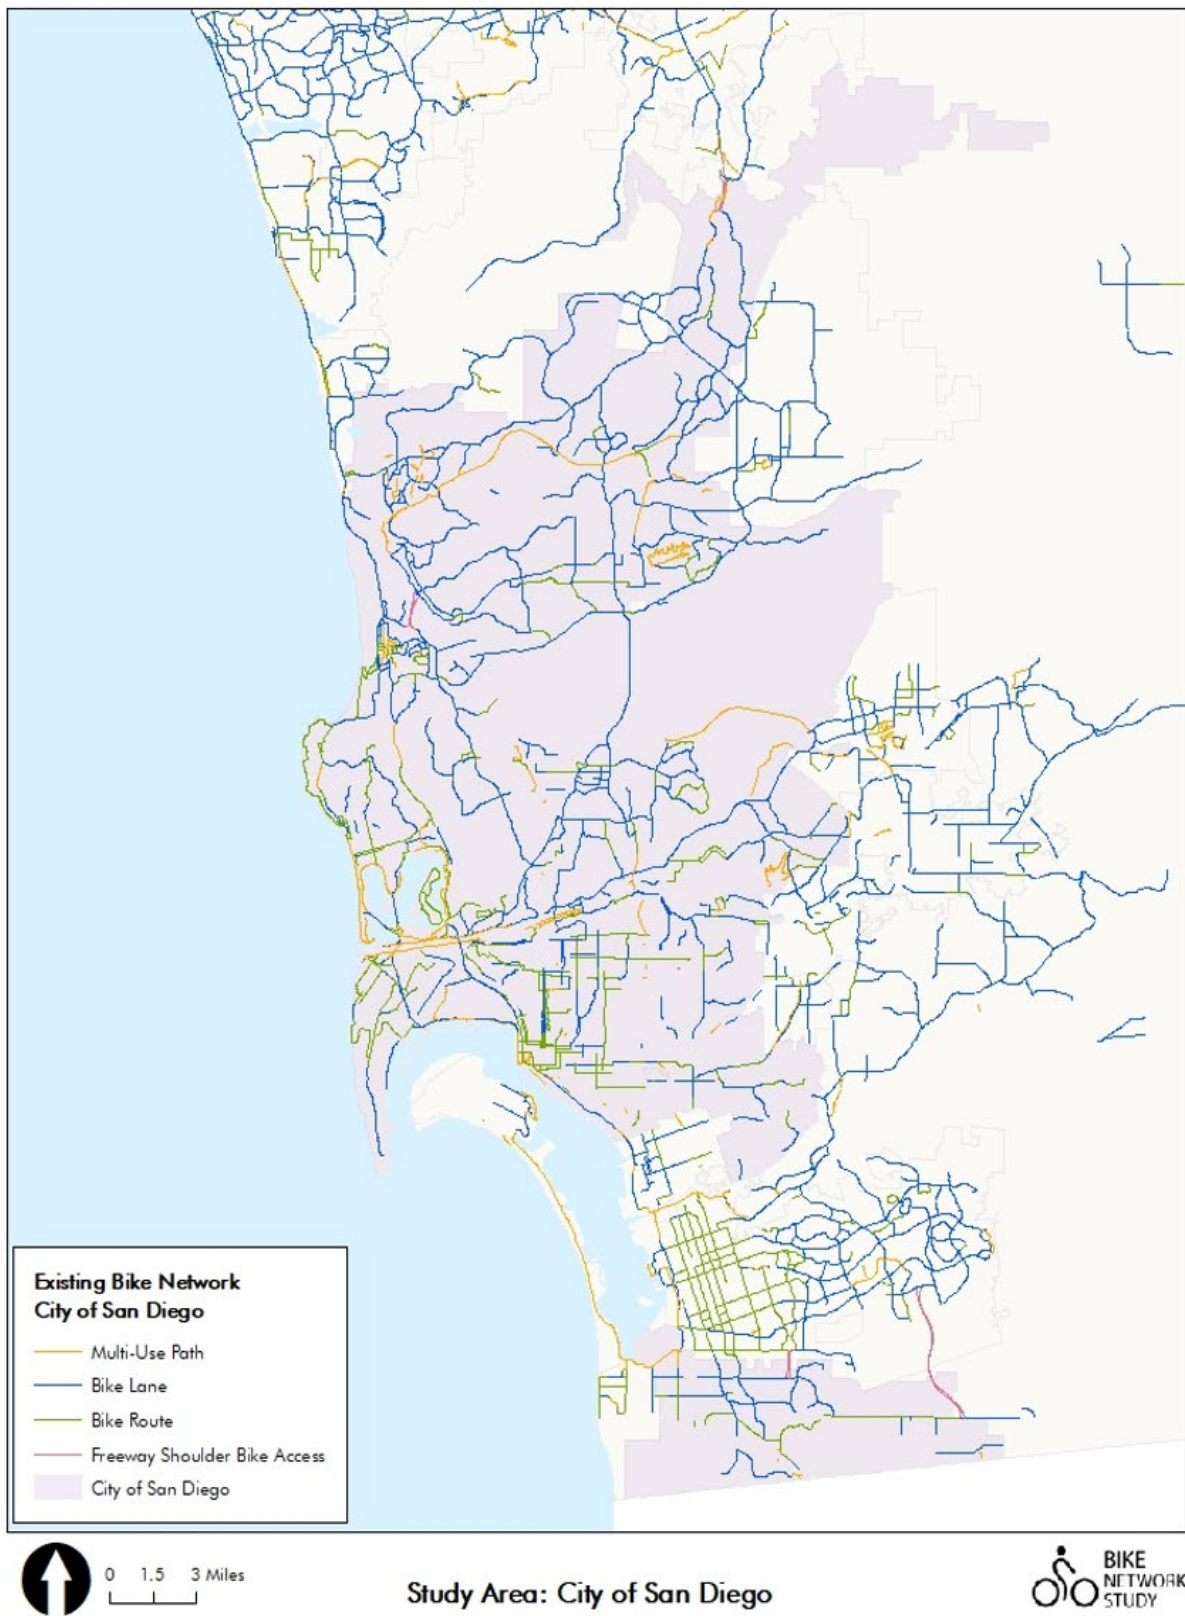 Existing Bike Network
City of San Diego
Multi-Use Path
Bike Lane
Bike Route
Freeway Shoulder Bike Access
City of San Diego
0 1.5 3 Miles
Study Area: City of San Diego
BIKE
NETWORK
STUDY